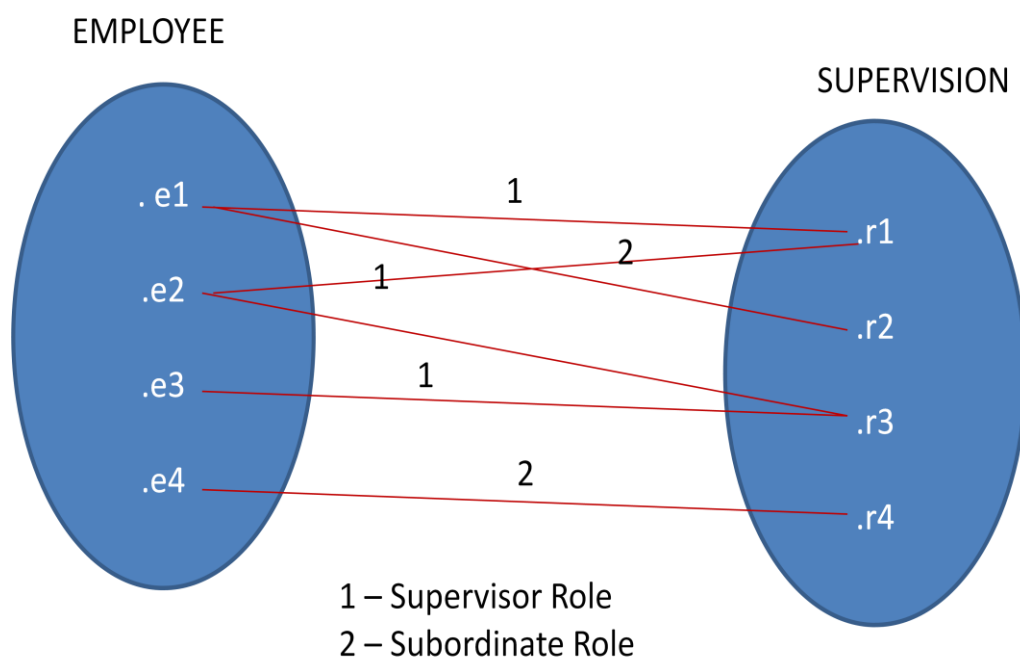 EMPLOYEE
SUPERVISION
. e1
1
.r1
.e2
1
2
.r2
.e3
1
.r3
.e4
2
.r4
1 – Supervisor Role
2 – Subordinate Role